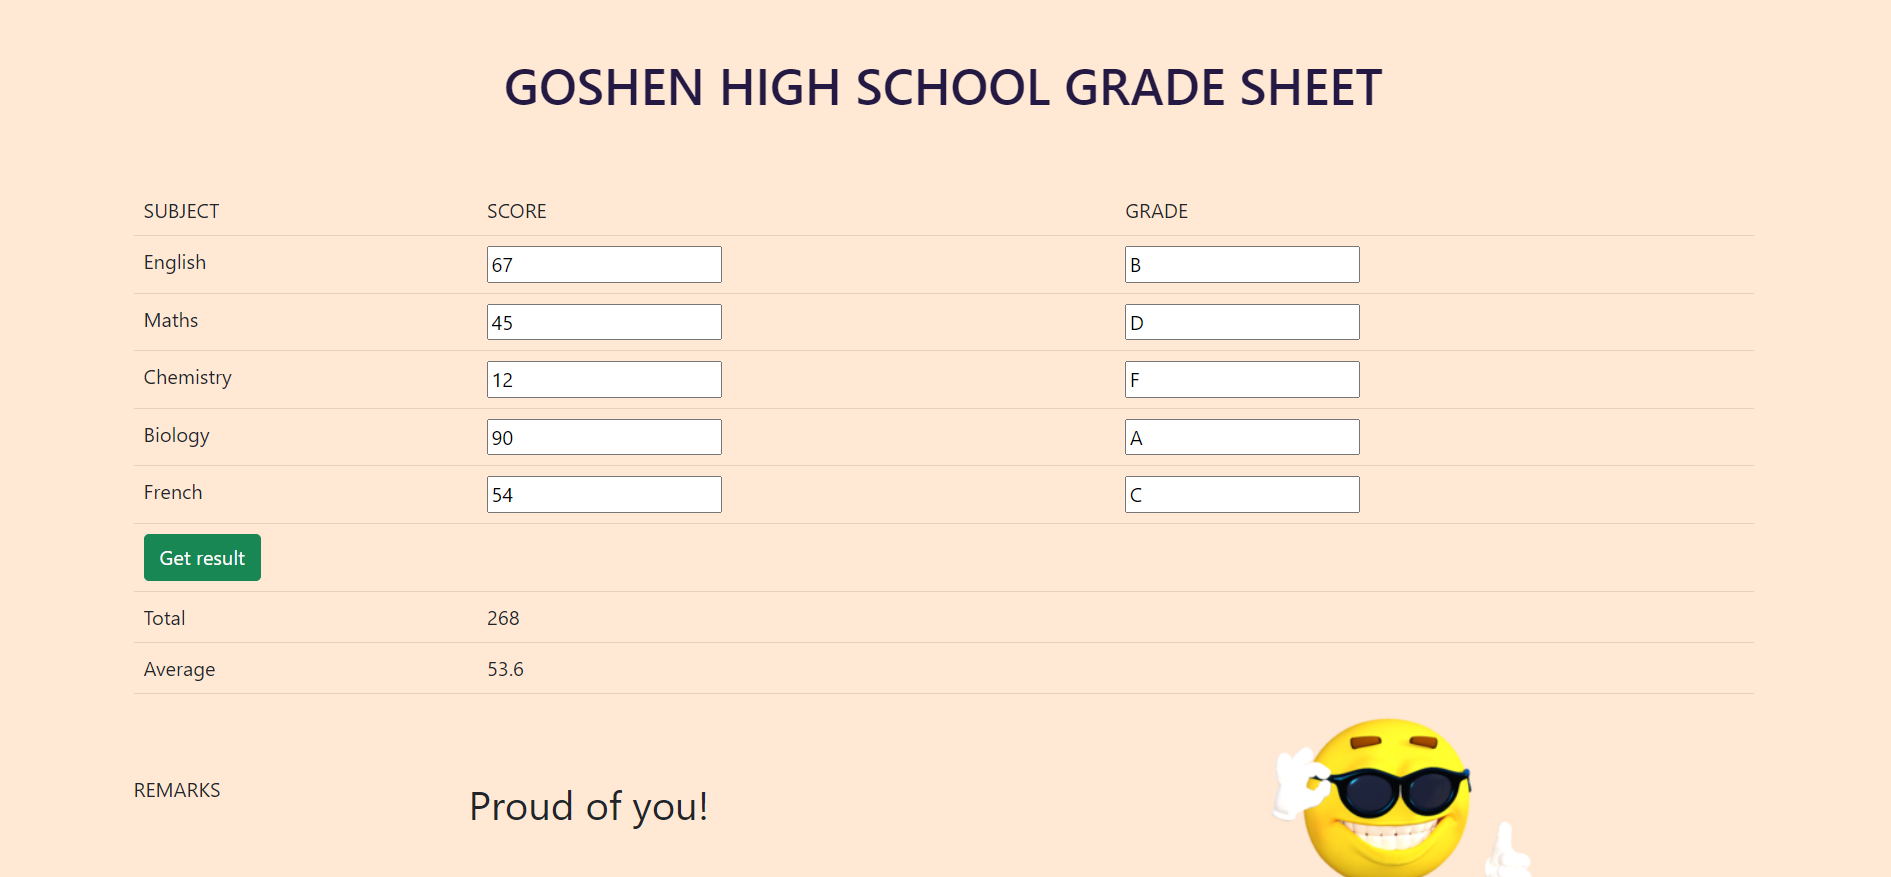 GOSHEN HIGH SCHOOL GRADE SHEET
SUBJECT SCORE GRADE
English 67 B
Maths 45 D
Chemistry 12 F
Biology 90 A
French 54 C
Get result
Total 268
Average 53.6
REMARKS Proud of you!